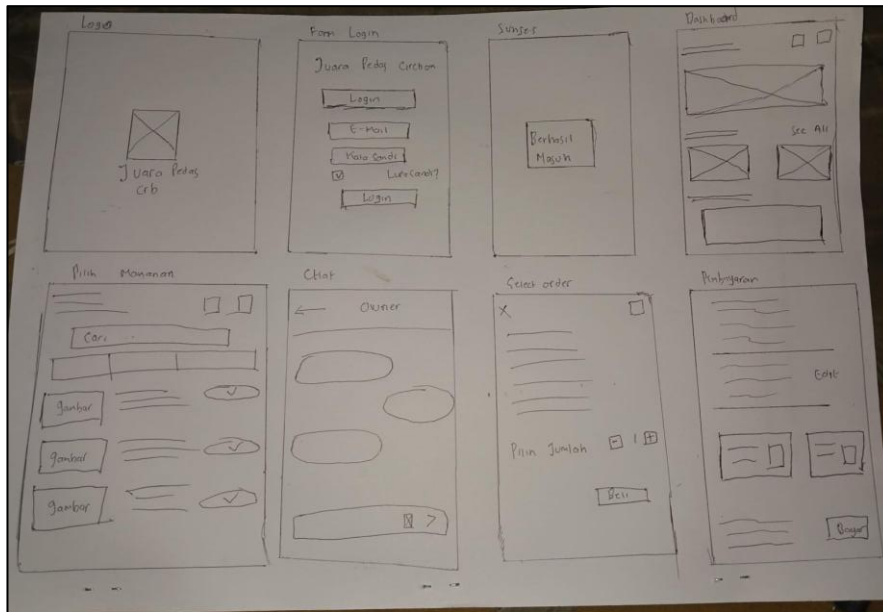 Logo
Juara Pedas
Crb
Form Login
Juara Pedas Cirebon
Login
E-Mail
Kata Sandi
Lupa Sandi?
Login
Sukses
Berhasil
Masuk
Dashboard
See All
Pilih Makanan
Cari
gambar
gambar
gambar
Chat
Owner
Select order
X
Pilih Jumlah - 1 +
Beli
Pembayaran
Edit
Bayar